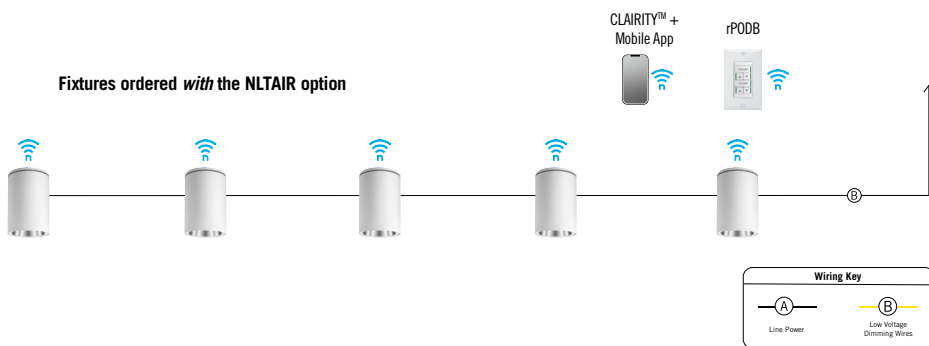 CLAIRITY™ +
Mobile App
rPODB
Fixtures ordered with the NLTAIR option
B
Wiring Key
A
B
Line Power
Low Voltage
Dimming Wires